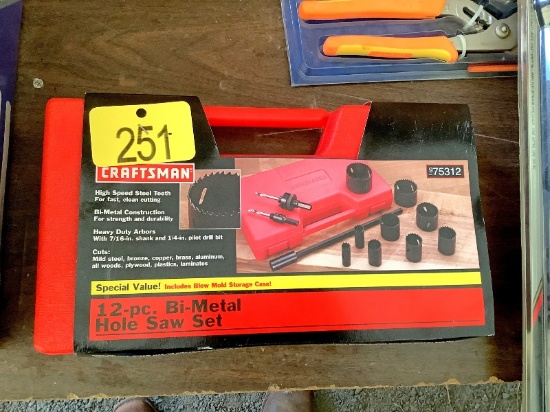 251
CRAFTSMAN
975312
High Speed Steel Teeth
For fast, clean cutting
Bi-Metal Construction
For strength and durability
Heavy Duty Arbors
With 7/16-in. shank and 1/4-in. pilot drill bit
Cuts:
Mild steel, bronze, copper, brass, aluminum,
all woods, plywood, plastics, laminates
Special Value! Includes Blow Mold Storage Case!
12-pc. Bi-Metal
Hole Saw Set